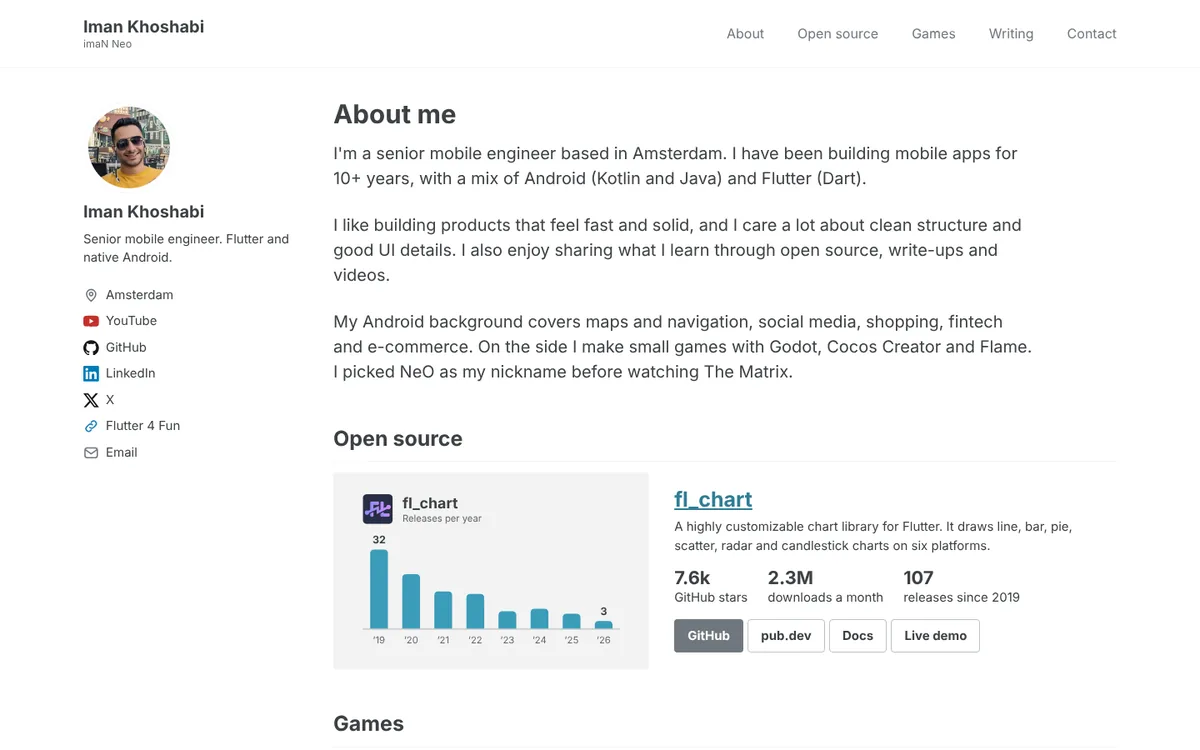 Iman Khoshabi
imaN Neo
About
Open source
Games
Writing
Contact
Iman Khoshabi
Senior mobile engineer. Flutter and
native Android.
Amsterdam
YouTube
GitHub
LinkedIn
X
Flutter 4 Fun
Email
About me
I'm a senior mobile engineer based in Amsterdam. I have been building mobile apps for
10+ years, with a mix of Android (Kotlin and Java) and Flutter (Dart).
I like building products that feel fast and solid, and I care a lot about clean structure and
good UI details. I also enjoy sharing what I learn through open source, write-ups and
videos.
My Android background covers maps and navigation, social media, shopping, fintech
and e-commerce. On the side I make small games with Godot, Cocos Creator and Flame.
I picked NeO as my nickname before watching The Matrix.
Open source
FL
fl_chart
Releases per year
32
3
'19 '20 '21 '22 '23 '24 '25 '26
fl_chart
A highly customizable chart library for Flutter. It draws line, bar, pie,
scatter, radar and candlestick charts on six platforms.
7.6k
GitHub stars
2.3M
downloads a month
107
releases since 2019
GitHub
pub.dev
Docs
Live demo
Games